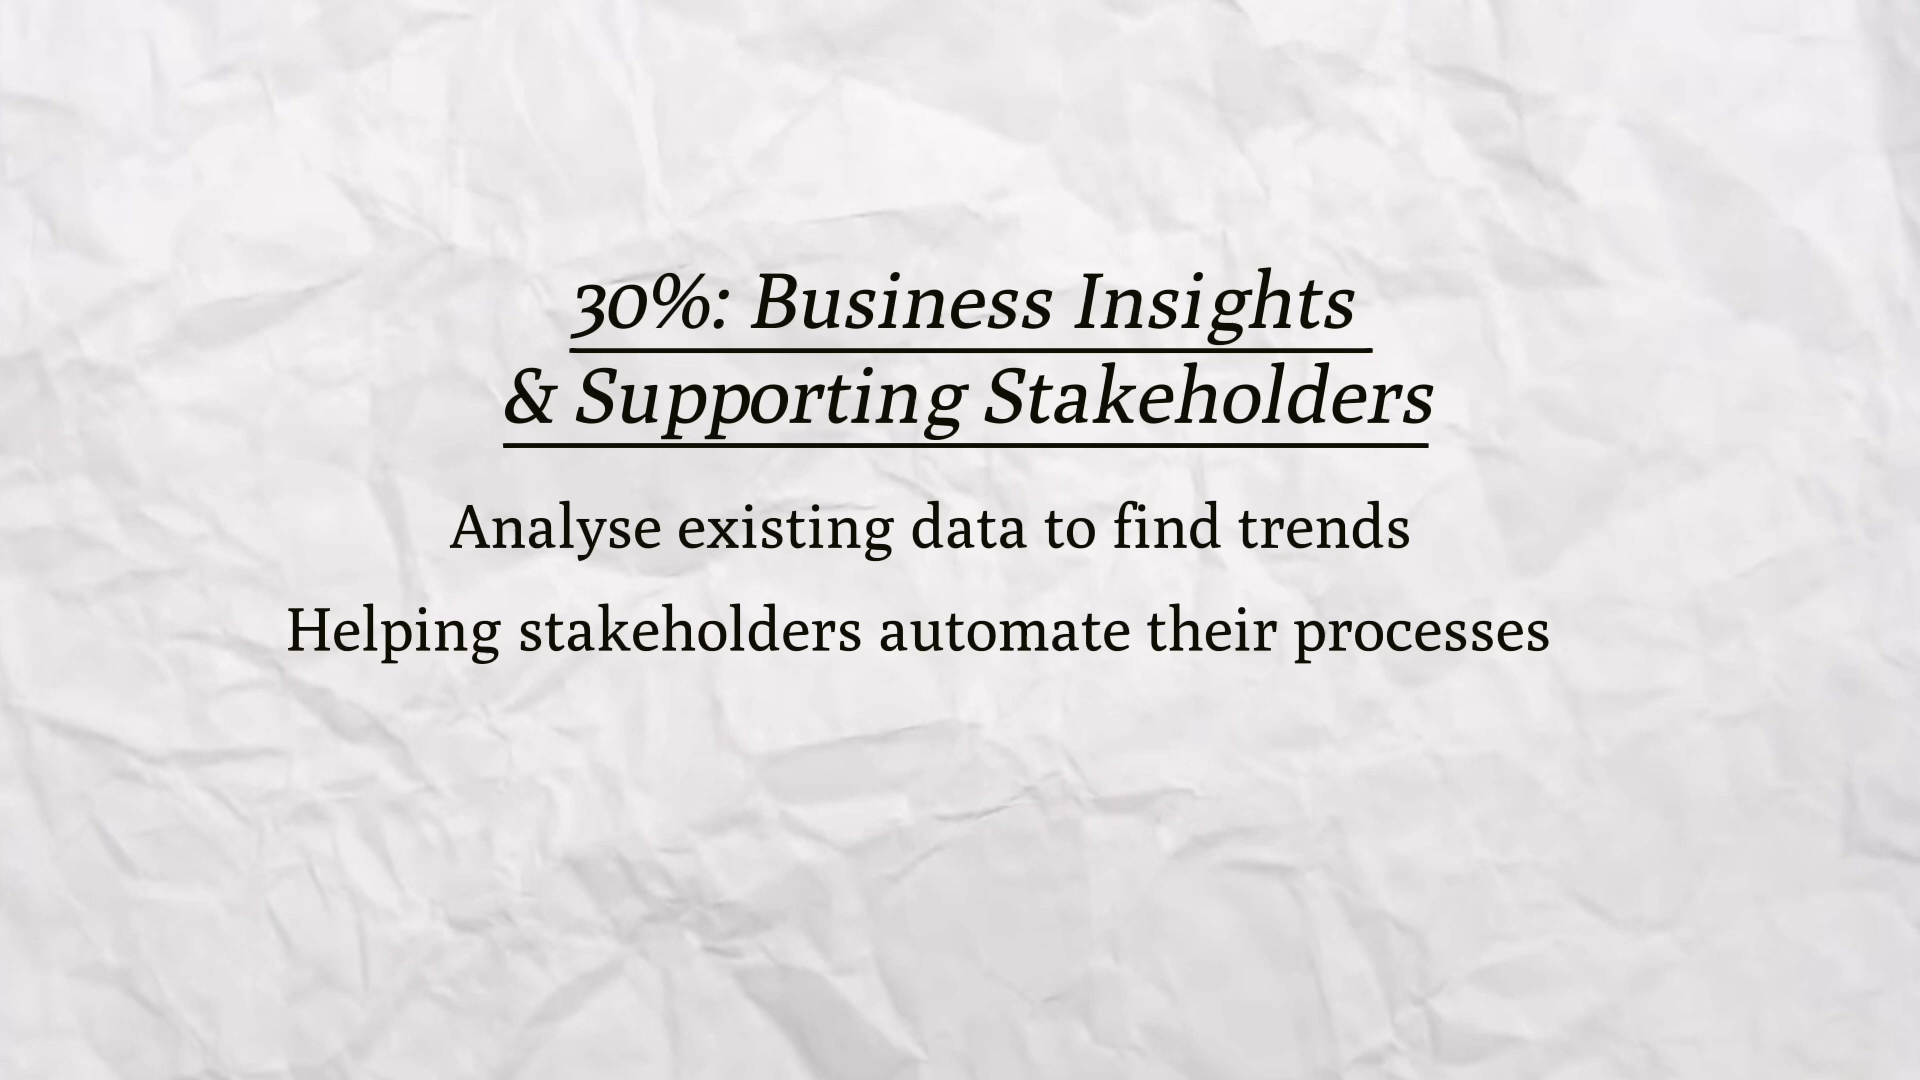 30%: Business Insights
& Supporting Stakeholders
Analyse existing data to find trends
Helping stakeholders automate their processes